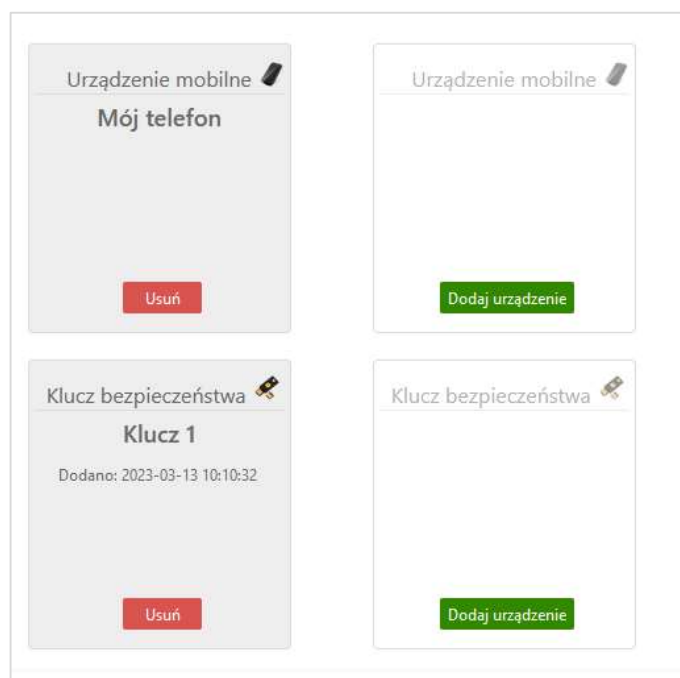 Urządzenie mobilne
Mój telefon
Usuń
Urządzenie mobilne
Dodaj urządzenie
Klucz bezpieczeństwa
Klucz 1
Dodano: 2023-03-13 10:10:32
Usuń
Klucz bezpieczeństwa
Dodaj urządzenie